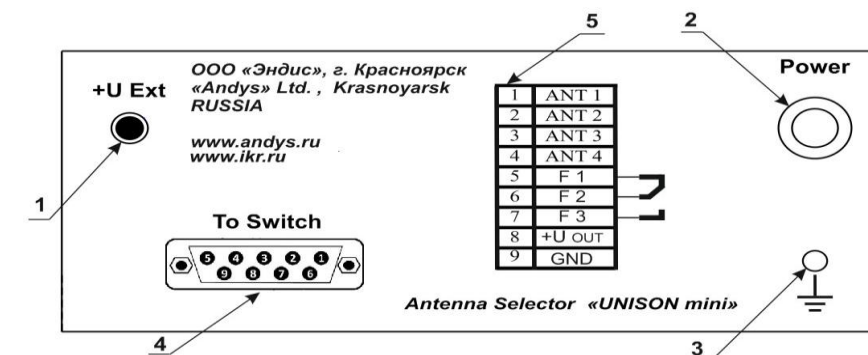 5
2
+U Ext
ООО «Эндис», г. Красноярск
«Andys» Ltd. , Krasnoyarsk
RUSSIA
www.andys.ru
www.ikr.ru
Power
1 ANT 1
2 ANT 2
3 ANT 3
4 ANT 4
5 F 1
6 F 2
7 F 3
8 +U OUT
9 GND
1
To Switch
5 4 3 2 1
9 8 7 6
Antenna Selector «UNISON mini»
4
3